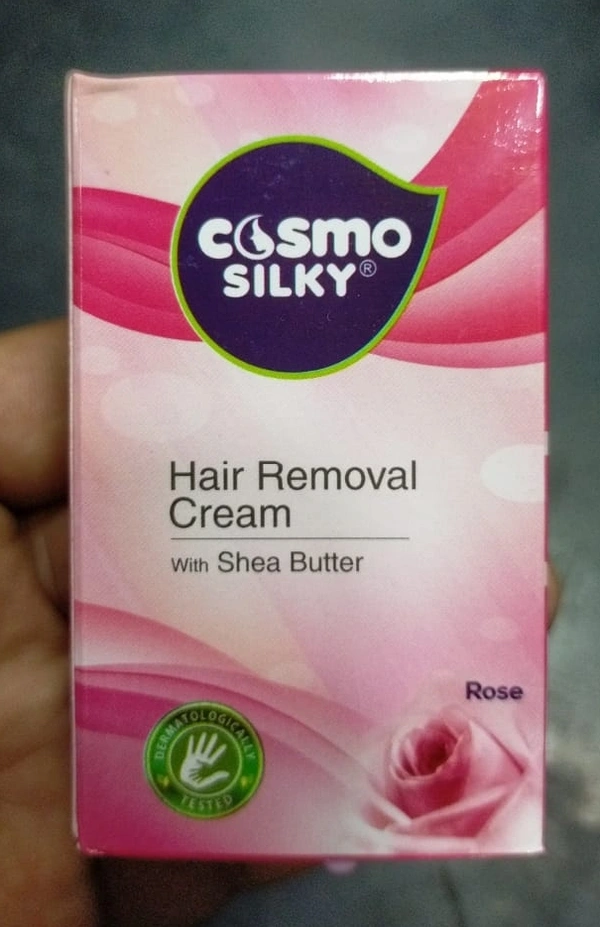 COSMO
SILKY®
Hair Removal
Cream
With Shea Butter
Rose
DERMATOLOGICALLY
TESTED